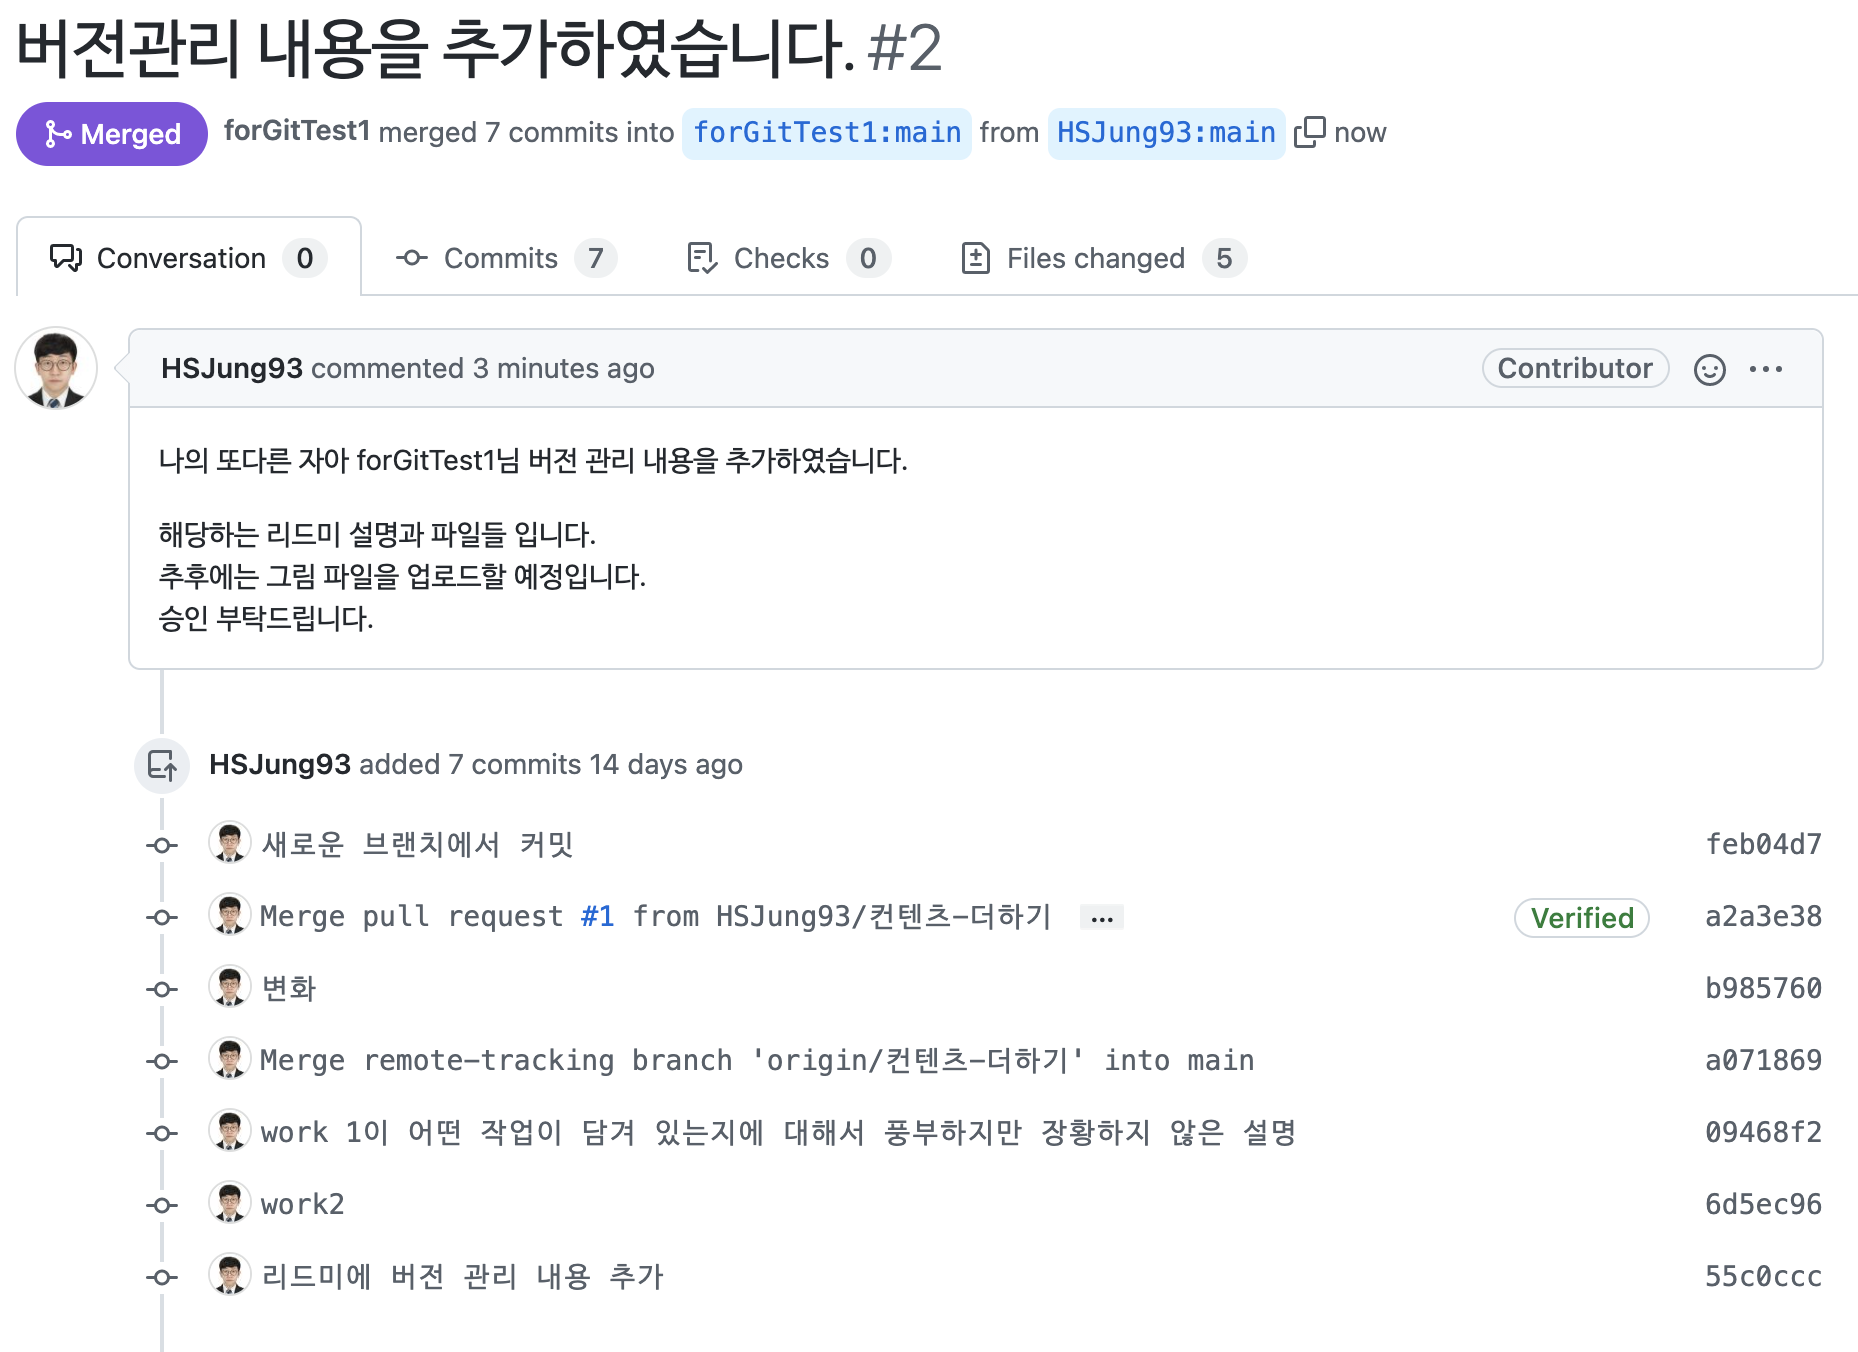 버전관리 내용을 추가하였습니다. #2
Merged forGitTest1 merged 7 commits into forGitTest1:main from HSJung93:main now
Conversation 0 Commits 7 Checks 0 Files changed 5
HSJung93 commented 3 minutes ago Contributor ...
나의 또다른 자아 forGitTest1님 버전 관리 내용을 추가하였습니다.
해당하는 리드미 설명과 파일들 입니다.
추후에는 그림 파일을 업로드할 예정입니다.
승인 부탁드립니다.
HSJung93 added 7 commits 14 days ago
새로운 브랜치에서 커밋 feb04d7
Merge pull request #1 from HSJung93/컨텐츠-더하기 ... Verified a2a3e38
변화 b985760
Merge remote-tracking branch 'origin/컨텐츠-더하기' into main a071869
work 1이 어떤 작업이 담겨 있는지에 대해서 풍부하지만 장황하지 않은 설명 09468f2
work2 6d5ec96
리드미에 버전 관리 내용 추가 55c0ccc